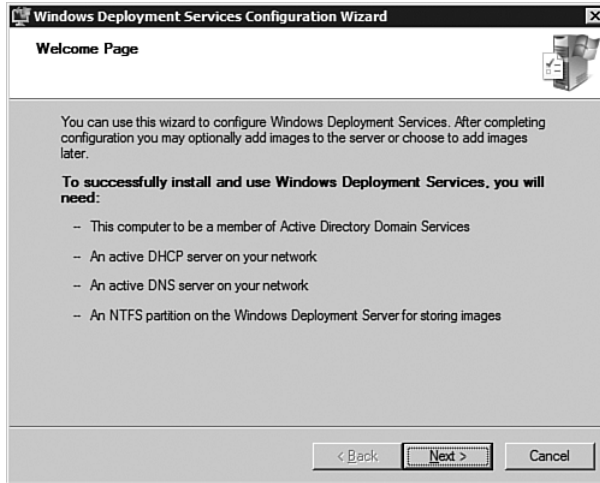 Windows Deployment Services Configuration Wizard
Welcome Page
You can use this wizard to configure Windows Deployment Services. After completing
configuration you may optionally add images to the server or choose to add images
later.
To successfully install and use Windows Deployment Services, you will
need:
-- This computer to be a member of Active Directory Domain Services
-- An active DHCP server on your network
-- An active DNS server on your network
-- An NTFS partition on the Windows Deployment Server for storing images
< Back Next > Cancel